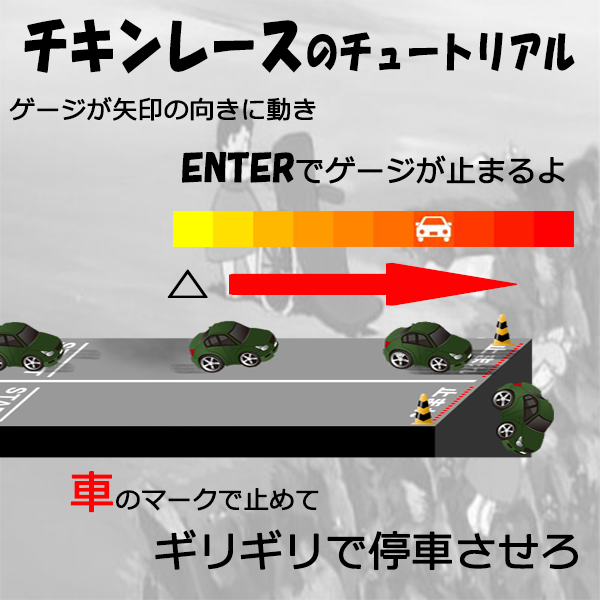 チキンレースのチュートリアル
ゲージが矢印の向きに動き
ENTERでゲージが止まるよ
START
車のマークで止めて
ギリギリで停車させろ